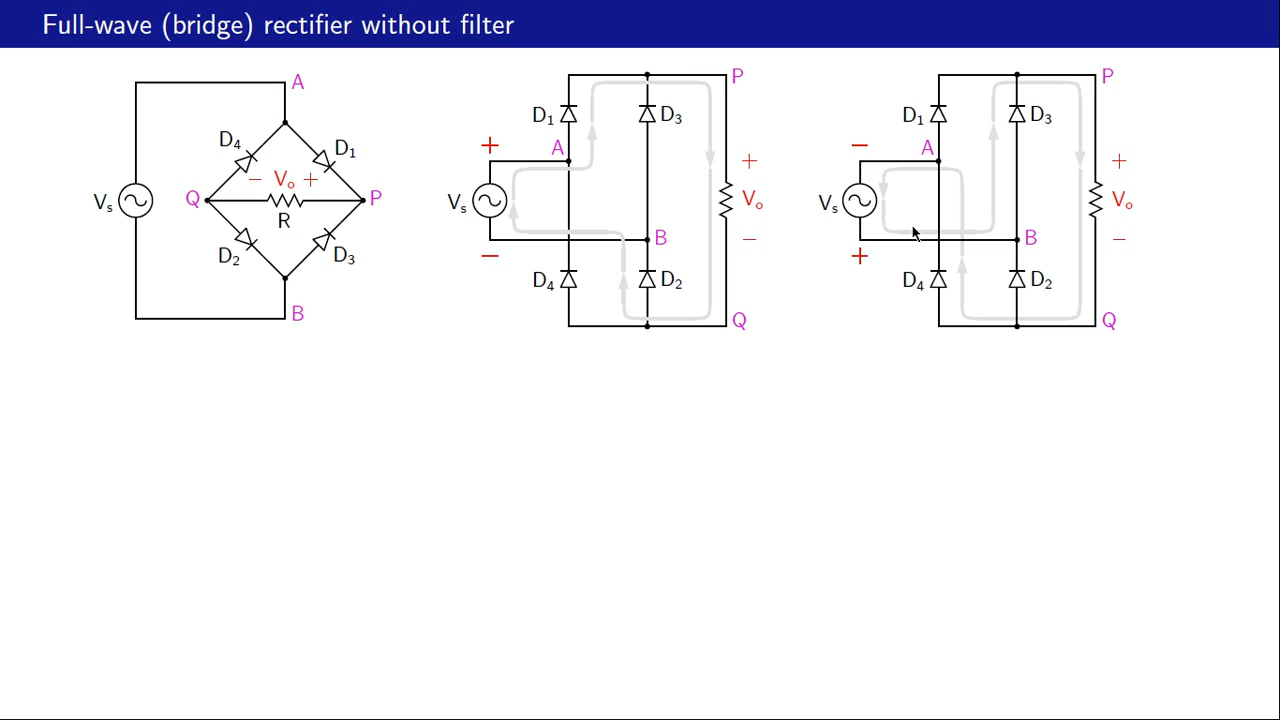 Full-wave (bridge) rectifier without filter
A
D4
D1
− Vo +
Q
P
R
Vs
D2
D3
B
P
D1
D3
+
A
+
Vs
Vo
B
−
−
D4
D2
Q
P
D1
D3
−
A
+
Vs
Vo
B
−
+
D4
D2
Q